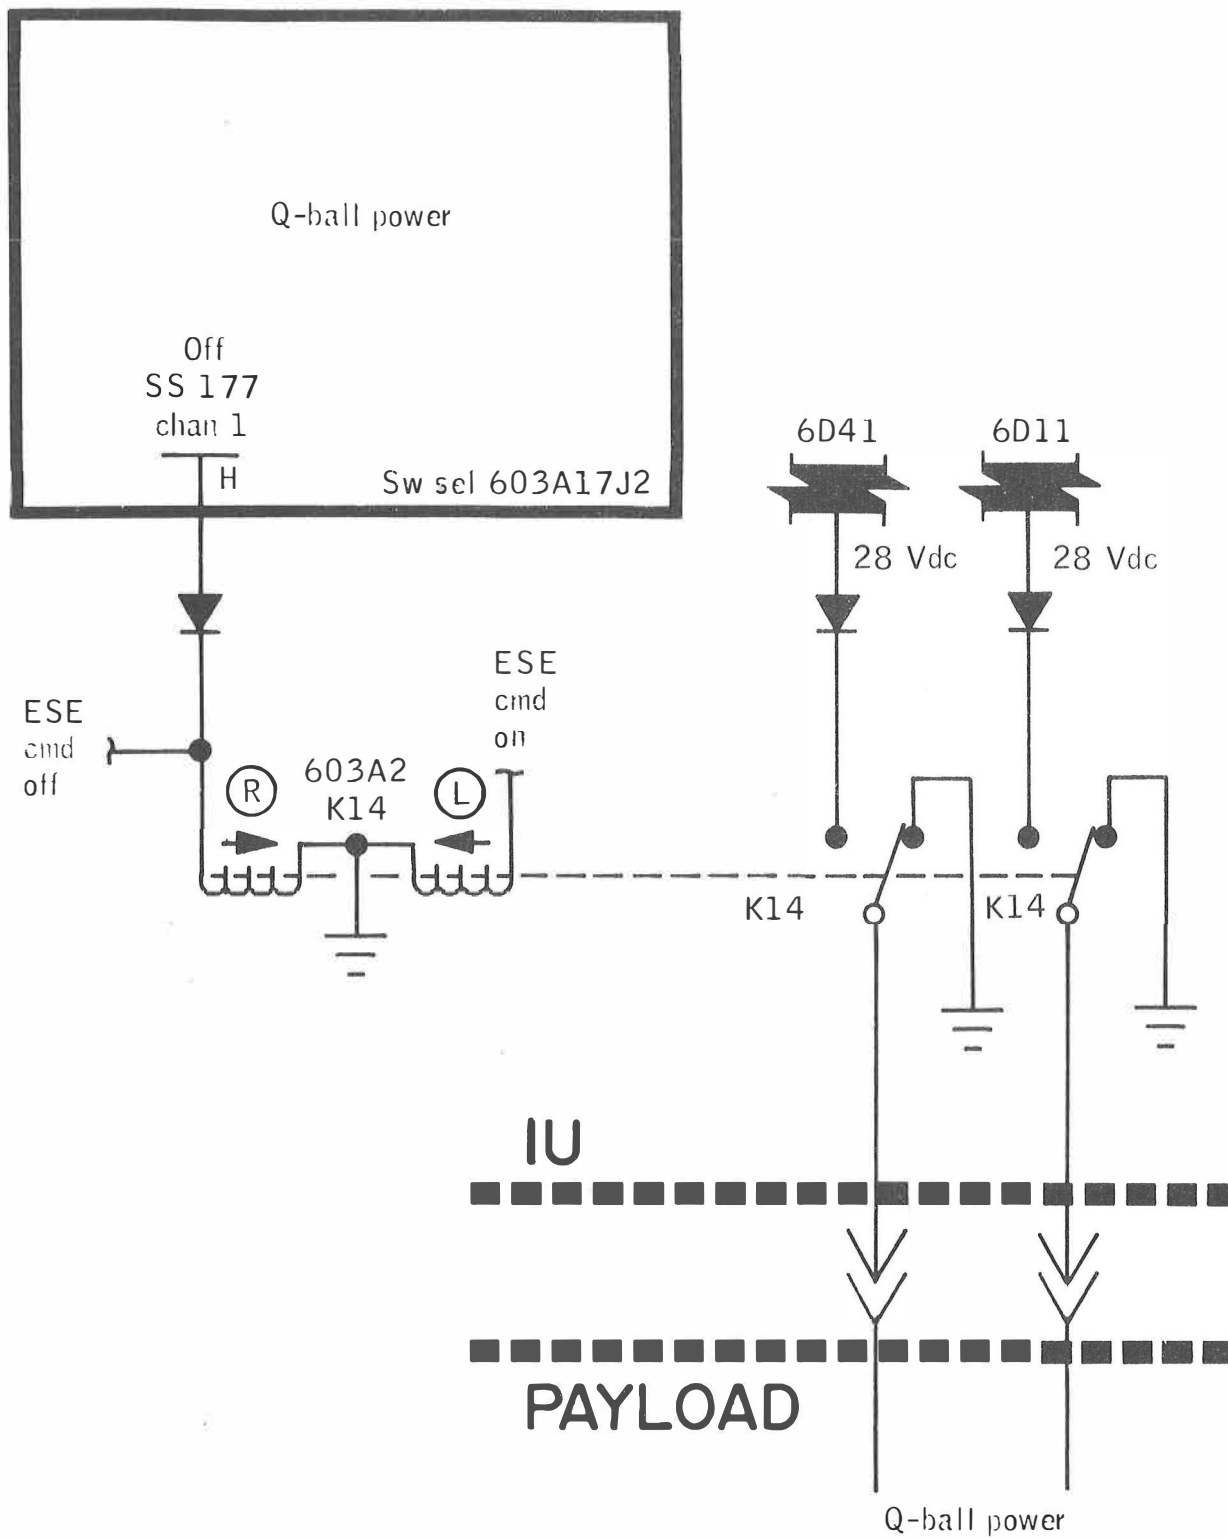 Q-ball power
Off
SS 177
chan 1
H
Sw sel 603A17J2
6D41
6D11
28 Vdc
28 Vdc
ESE
cmd
on
ESE
cmd
off
R
603A2
K14
L
K14
K14
IU
PAYLOAD
Q-ball power